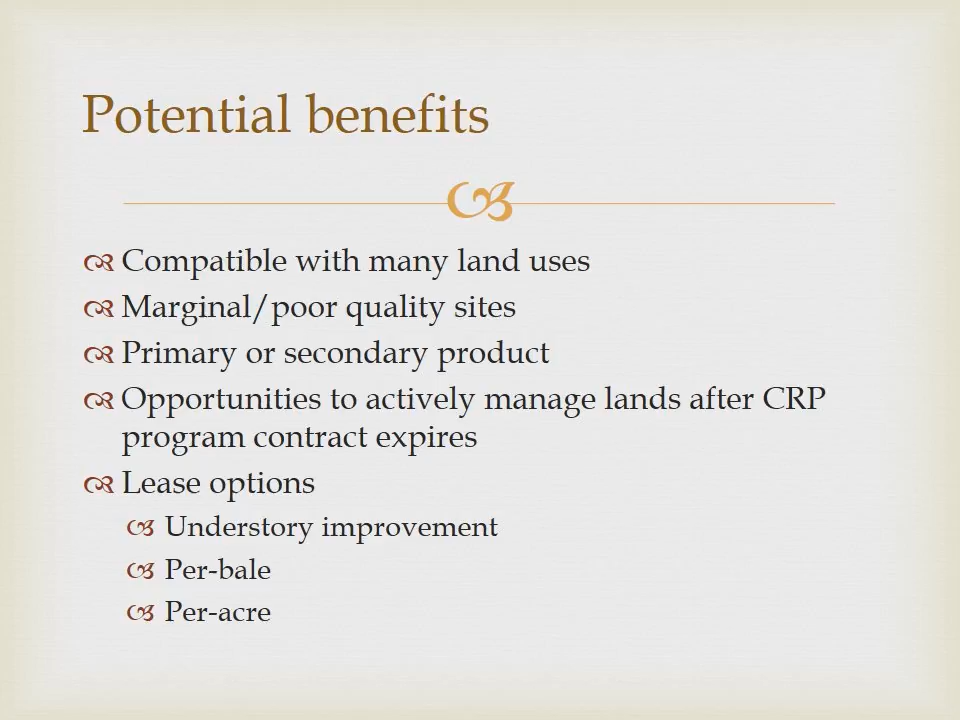 Potential benefits
Compatible with many land uses
Marginal/poor quality sites
Primary or secondary product
Opportunities to actively manage lands after CRP
program contract expires
Lease options
Understory improvement
Per-bale
Per-acre